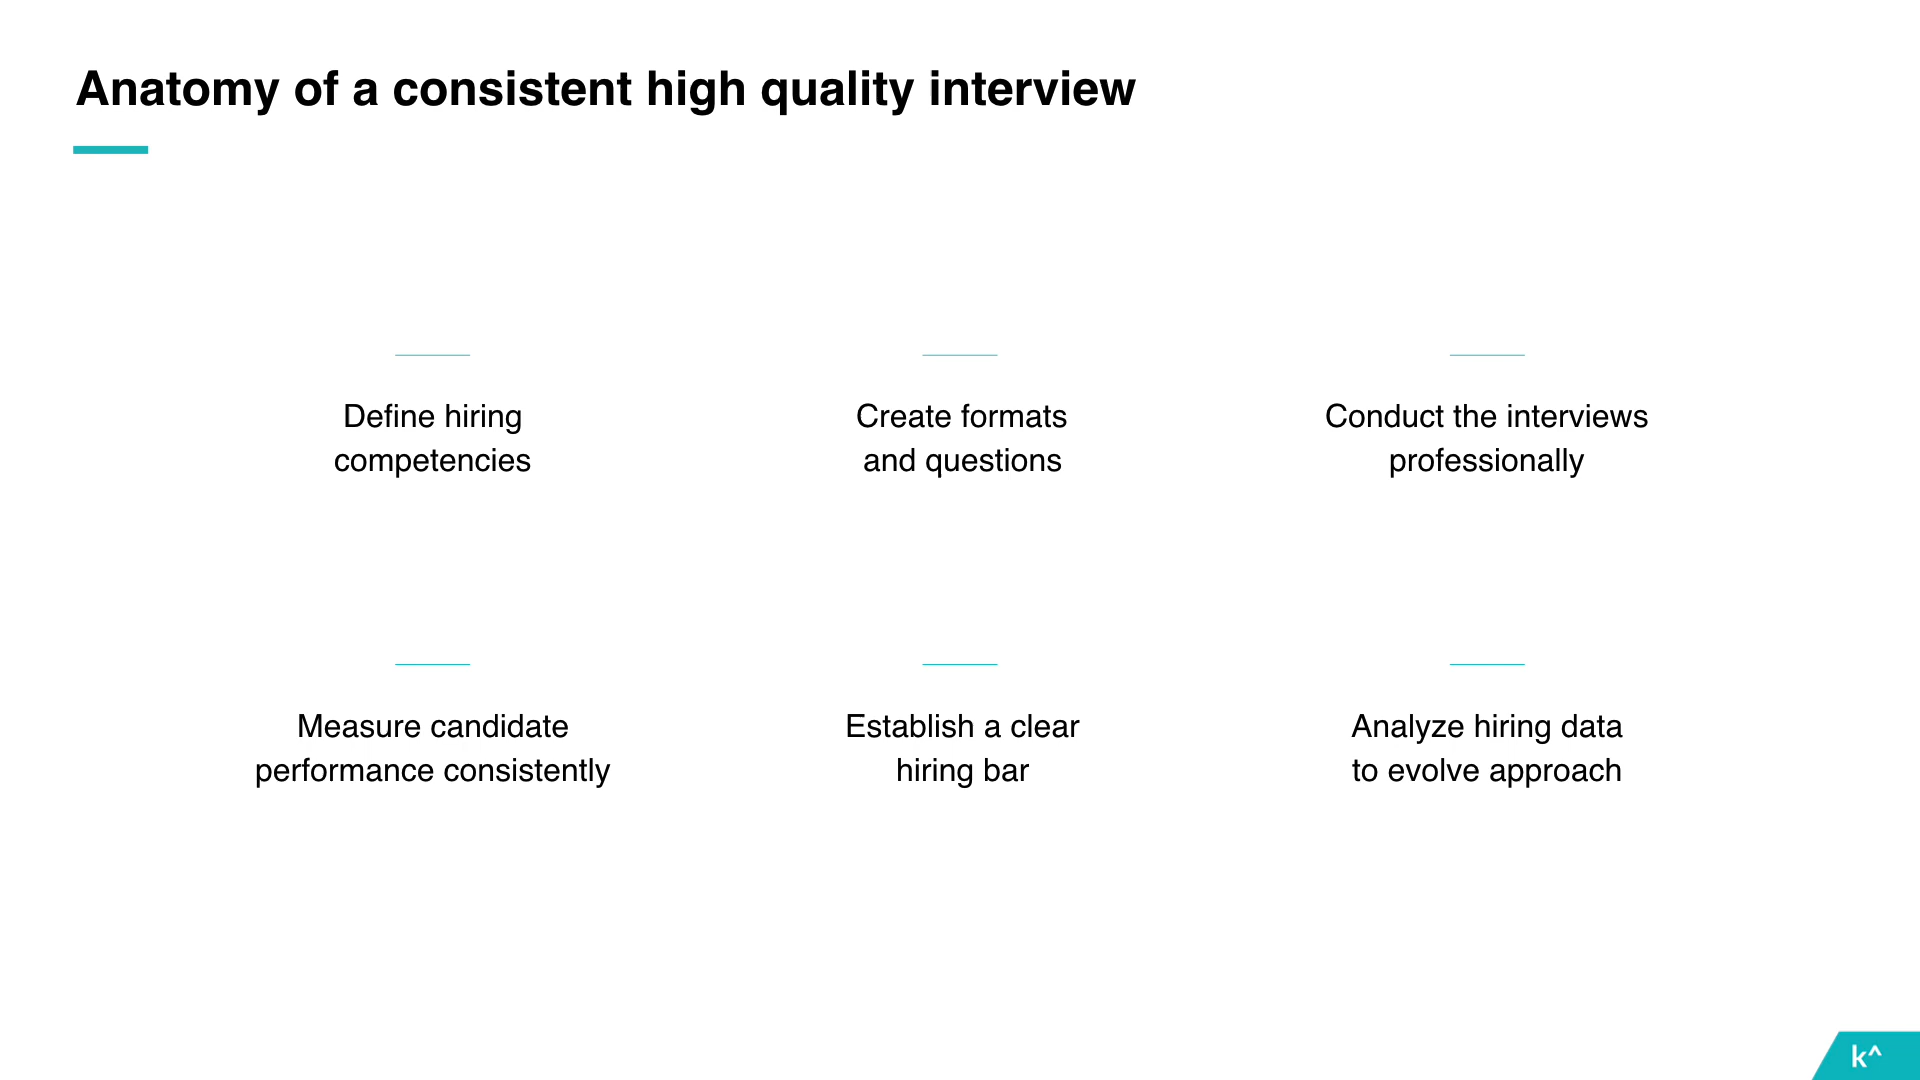 Anatomy of a consistent high quality interview
Define hiring
competencies
Create formats
and questions
Conduct the interviews
professionally
Measure candidate
performance consistently
Establish a clear
hiring bar
Analyze hiring data
to evolve approach
k^